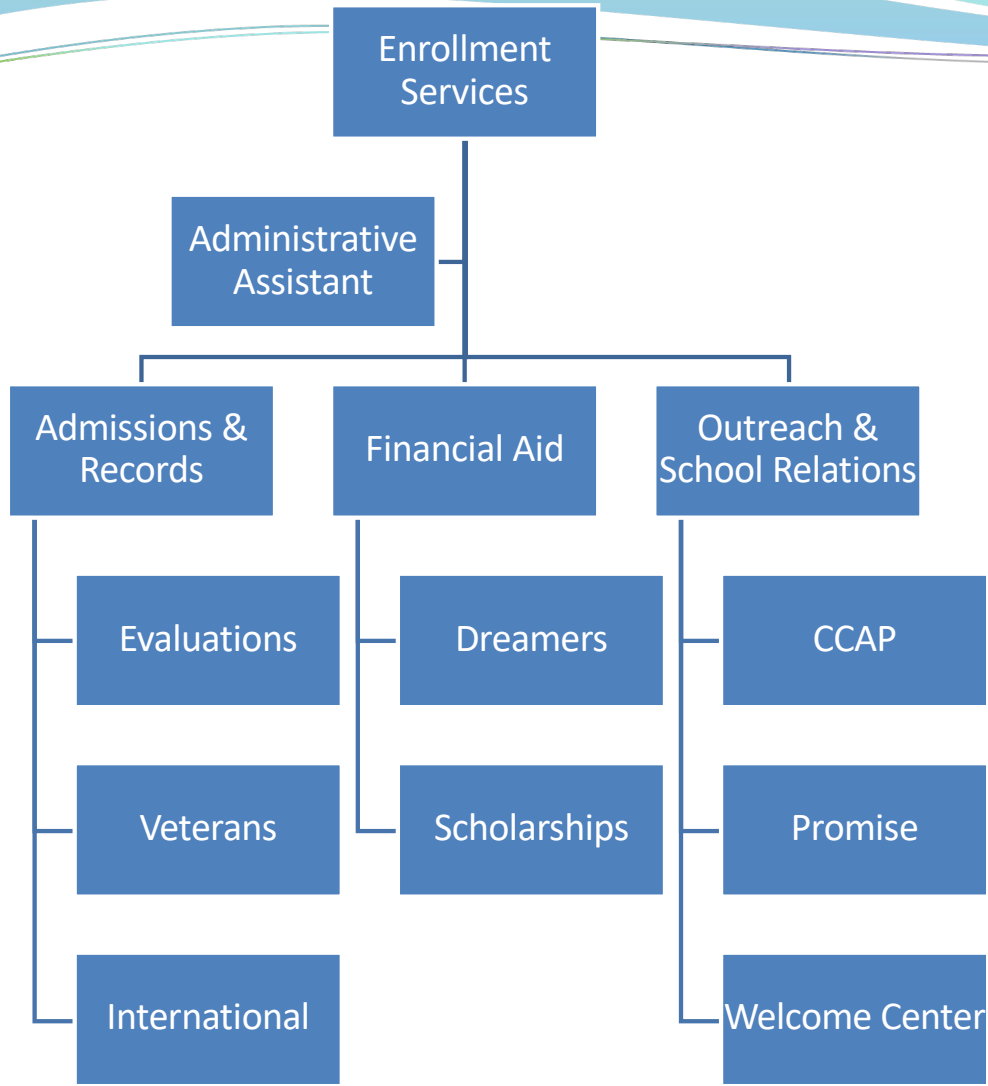 Enrollment
Services
Administrative
Assistant
Admissions &
Records
Financial Aid
Outreach &
School Relations
Evaluations
Dreamers
CCAP
Veterans
Scholarships
Promise
International
Welcome Center